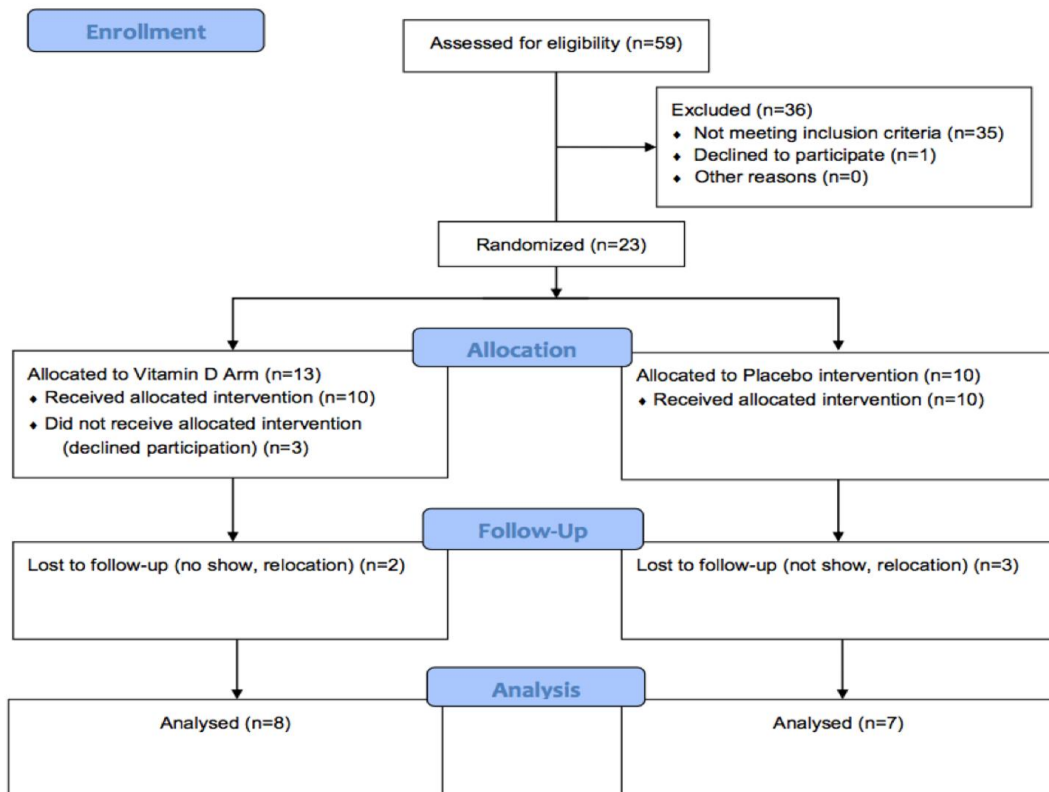 Enrollment
Assessed for eligibility (n=59)
Excluded (n=36)
♦ Not meeting inclusion criteria (n=35)
♦ Declined to participate (n=1)
♦ Other reasons (n=0)
Randomized (n=23)
Allocation
Allocated to Vitamin D Arm (n=13)
♦ Received allocated intervention (n=10)
♦ Did not receive allocated intervention
(declined participation) (n=3)
Allocated to Placebo intervention (n=10)
♦ Received allocated intervention (n=10)
Follow-Up
Lost to follow-up (no show, relocation) (n=2)
Lost to follow-up (not show, relocation) (n=3)
Analysis
Analysed (n=8)
Analysed (n=7)